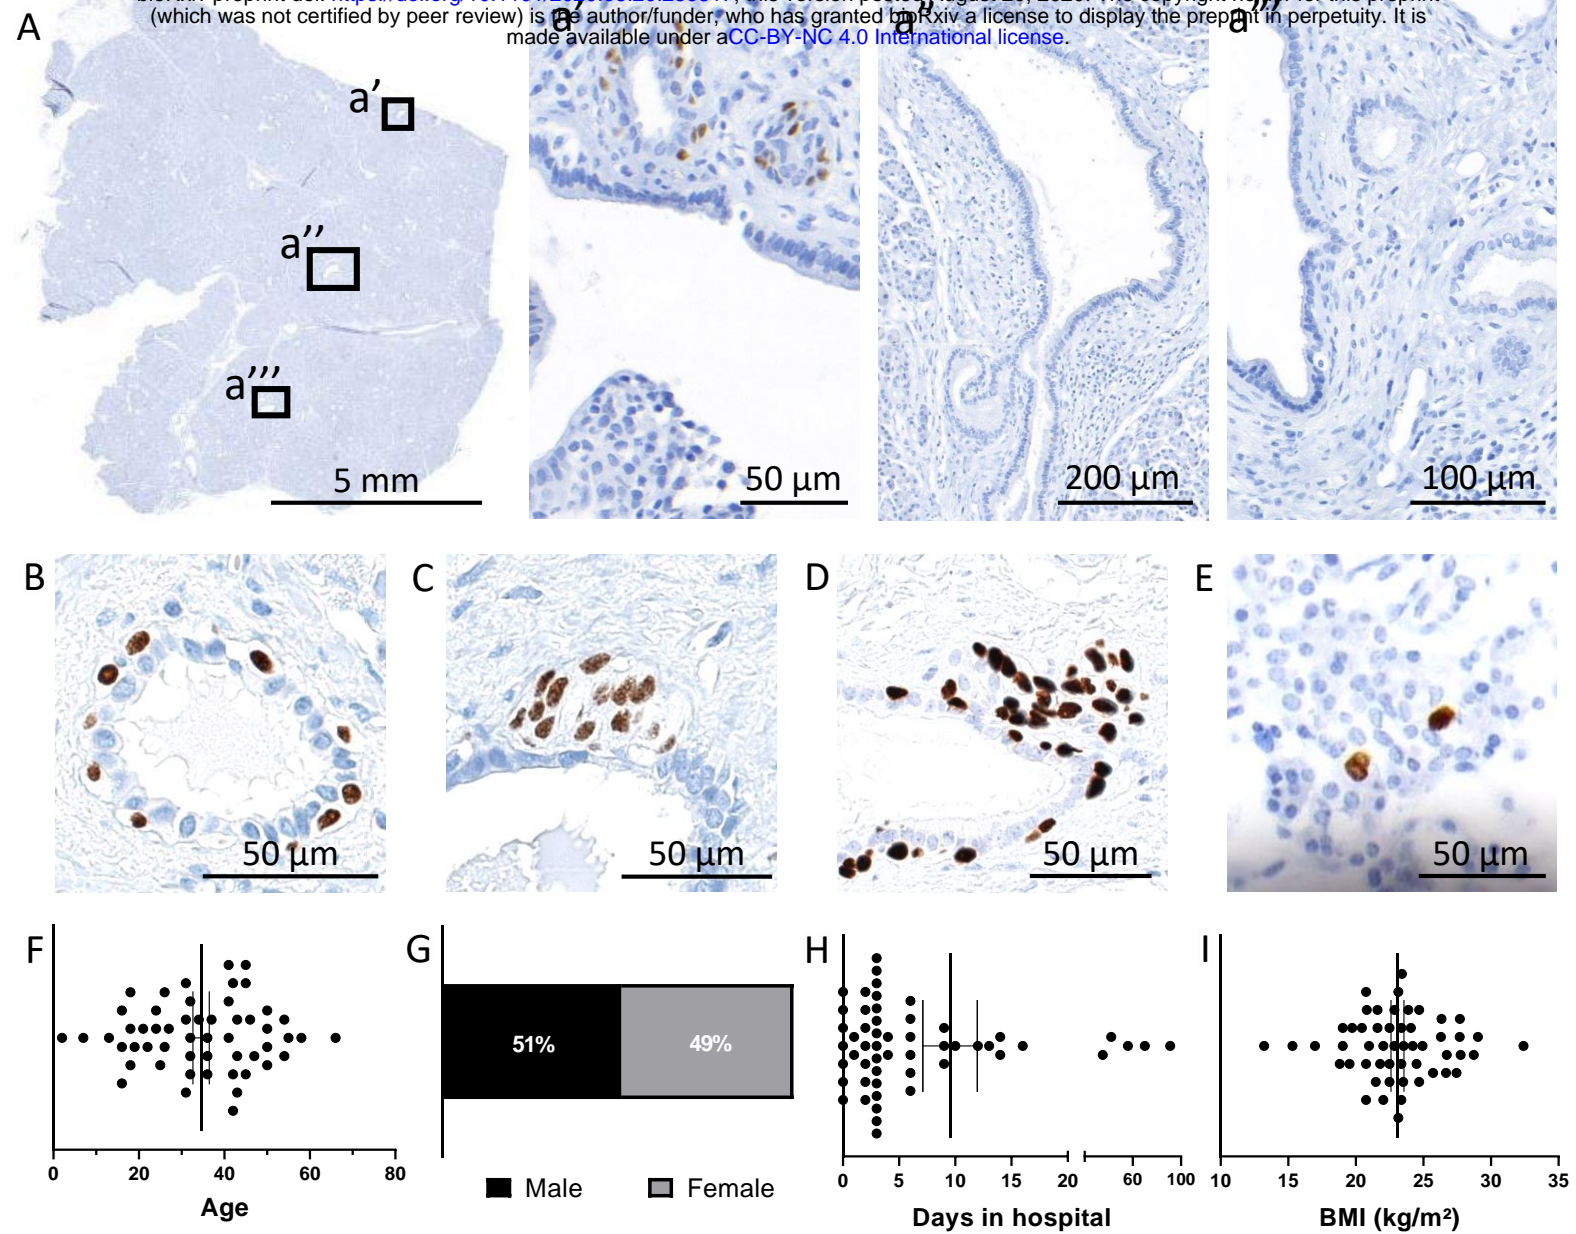 (which was not certified by peer review) is the author/funder, who has granted bioRxiv a license to display the preprint in perpetuity. It is
made available under aCC-BY-NC 4.0 International license.
A
a′
a′′
a′′′
a′
a′′
a′′′
5 mm
50 µm
200 µm
100 µm
B
C
D
E
50 µm
50 µm
50 µm
50 µm
F
G
H
I
51%
49%
0 20 40 60 80
Age
Male
Female
0 5 10 15 20 60 100
Days in hospital
10 15 20 25 30 35
BMI (kg/m²)